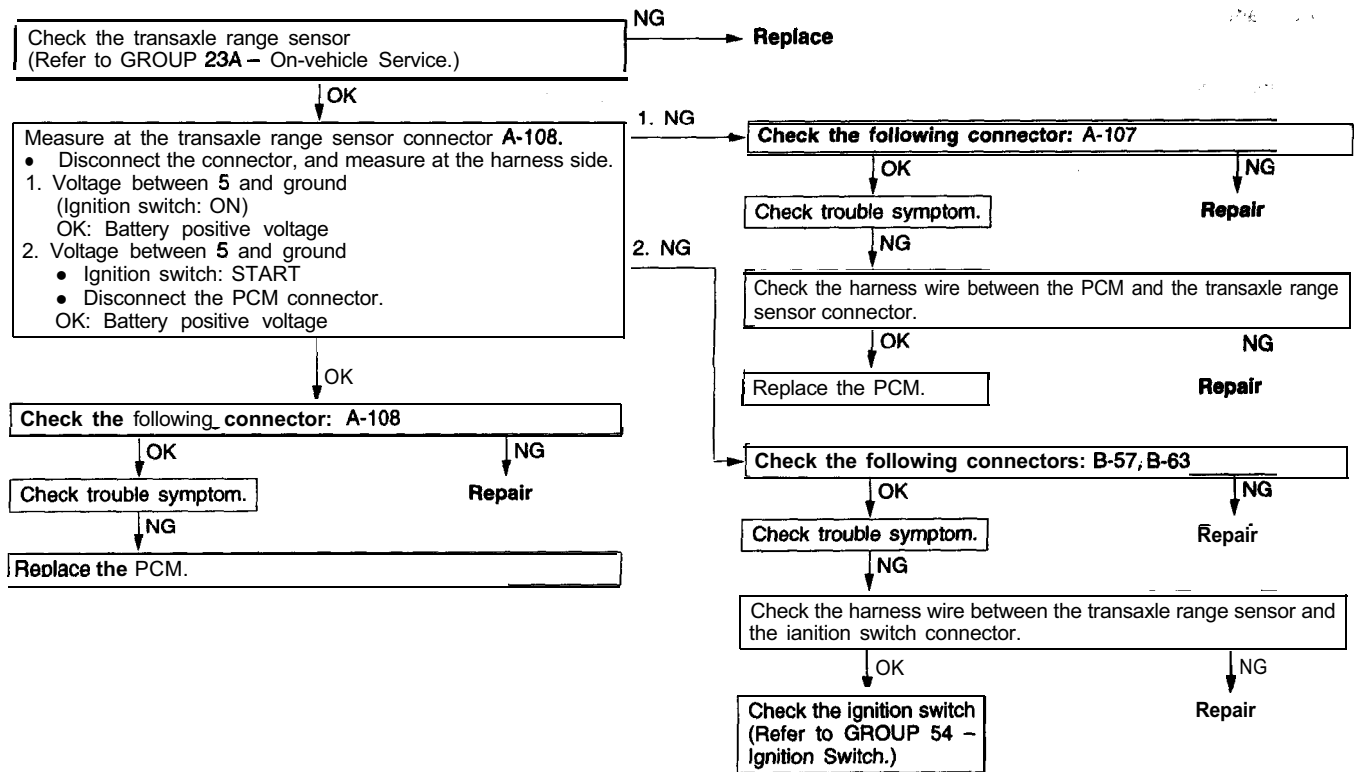 NG
Check the transaxle range sensor
(Refer to GROUP 23A – On-vehicle Service.)
Replace
OK
Measure at the transaxle range sensor connector A-108.
• Disconnect the connector, and measure at the harness side.
1. Voltage between 5 and ground
(Ignition switch: ON)
OK: Battery positive voltage
2. Voltage between 5 and ground
• Ignition switch: START
• Disconnect the PCM connector.
OK: Battery positive voltage
1. NG
Check the following connector: A-107
OK
NG
Check trouble symptom.
Repair
NG
Check the harness wire between the PCM and the transaxle range
sensor connector.
OK
NG
Replace the PCM.
Repair
2. NG
Check the following connectors: B-57, B-63
OK
NG
Check trouble symptom.
Repair
NG
Check the harness wire between the transaxle range sensor and
the ianition switch connector.
OK
NG
Check the ignition switch
(Refer to GROUP 54 –
Ignition Switch.)
Repair
OK
Check the following connector: A-108
OK
NG
Check trouble symptom.
Repair
NG
Replace the PCM.